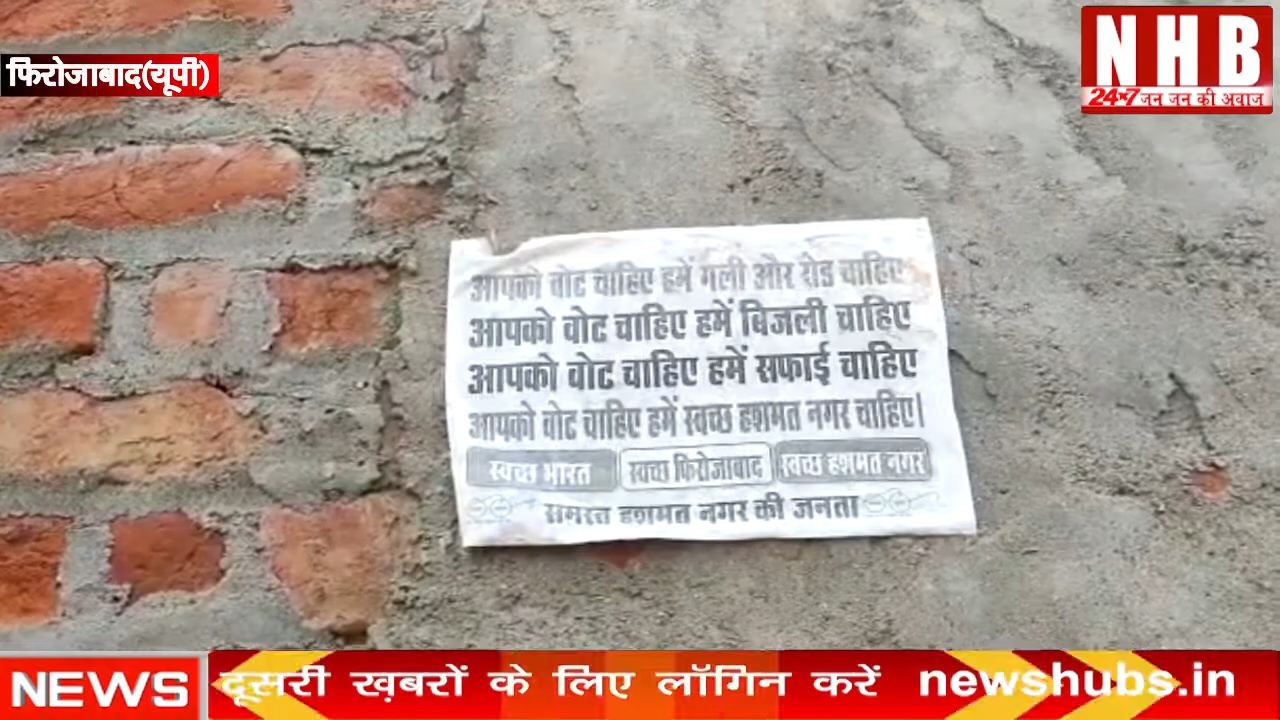 फिरोजाबाद(यूपी)
NHB
24x7 जन जन की अवाज
आपको वोट चाहिए हमें गली और रोड चाहिए
आपको वोट चाहिए हमें बिजली चाहिए
आपको वोट चाहिए हमें सफाई चाहिए
आपको वोट चाहिए हमें स्वच्छ हशमत नगर चाहिए।
स्वच्छ भारत स्वच्छ फिरोजाबाद स्वच्छ हशमत नगर
समस्त हशमत नगर की जनता
NEWS दूसरी ख़बरों के लिए लॉगिन करें newshubs.in